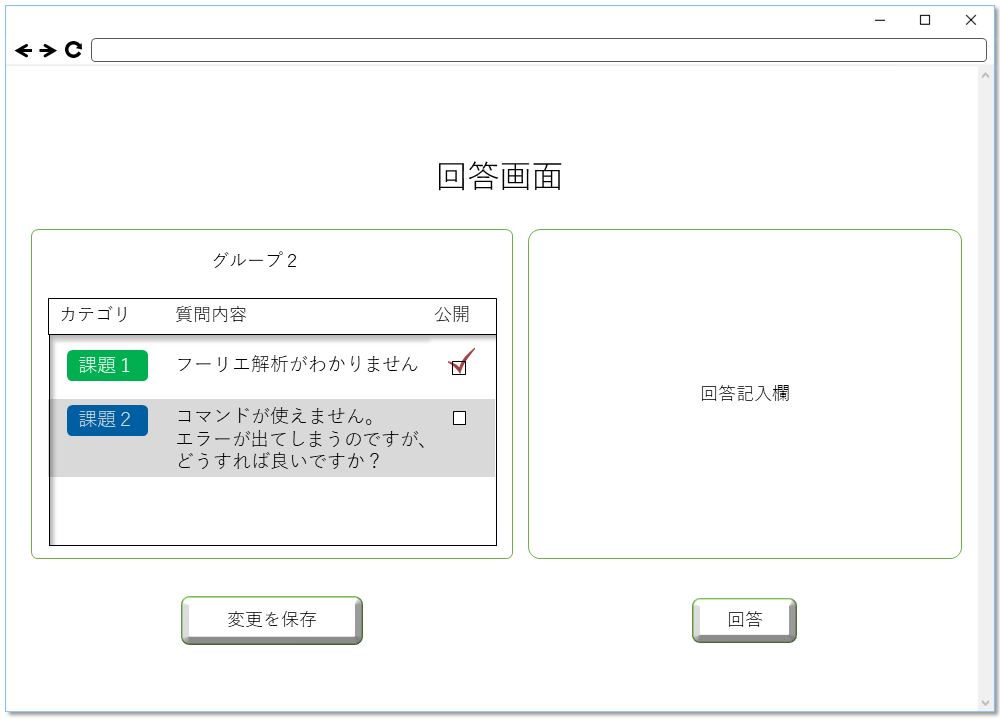 回答画面
グループ２
カテゴリ 質問内容 公開
課題１ フーリエ解析がわかりません
課題２ コマンドが使えません。
エラーが出てしまうのですが、
どうすれば良いですか？
回答記入欄
変更を保存
回答